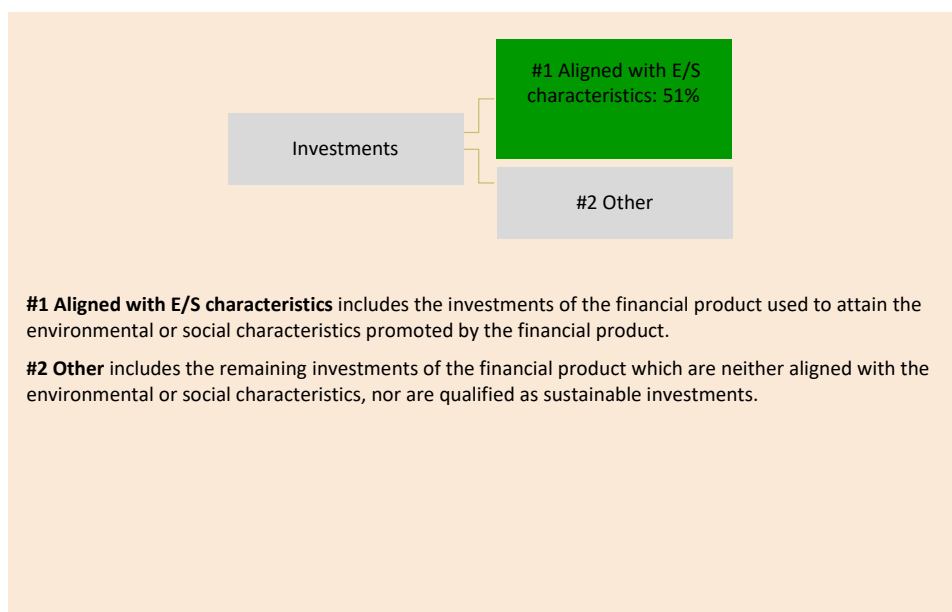 #1 Aligned with E/S
characteristics: 51%
Investments
#2 Other
#1 Aligned with E/S characteristics includes the investments of the financial product used to attain the
environmental or social characteristics promoted by the financial product.
#2 Other includes the remaining investments of the financial product which are neither aligned with the
environmental or social characteristics, nor are qualified as sustainable investments.